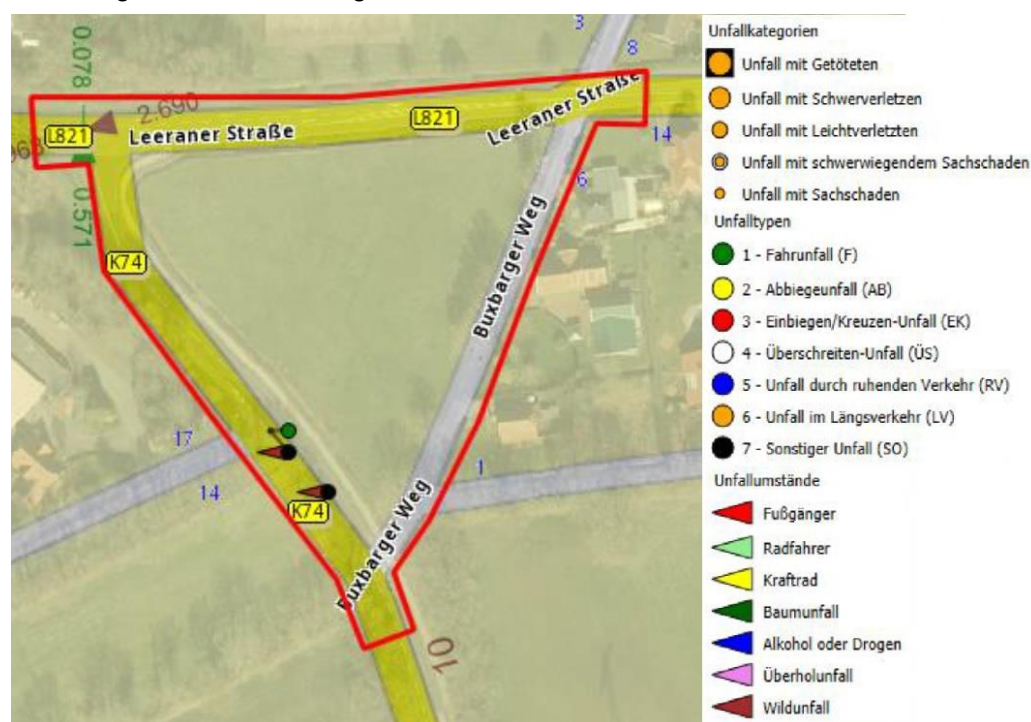 3
8
0.078
2.690
L821
Leeraner Straße
L821
Leeraner Straße
14
968
6
0.571
K74
Buxbarger Weg
17
1
14
K74
Buxbarger Weg
10
Unfallkategorien
Unfall mit Getöteten
Unfall mit Schwerverletzen
Unfall mit Leichtverletzten
Unfall mit schwerwiegendem Sachschaden
Unfall mit Sachschaden
Unfalltypen
1 - Fahrunfall (F)
2 - Abbiegeunfall (AB)
3 - Einbiegen/Kreuzen-Unfall (EK)
4 - Überschreiten-Unfall (ÜS)
5 - Unfall durch ruhenden Verkehr (RV)
6 - Unfall im Längsverkehr (LV)
7 - Sonstiger Unfall (SO)
Unfallumstände
Fußgänger
Radfahrer
Kraftrad
Baumunfall
Alkohol oder Drogen
Überholunfall
Wildunfall